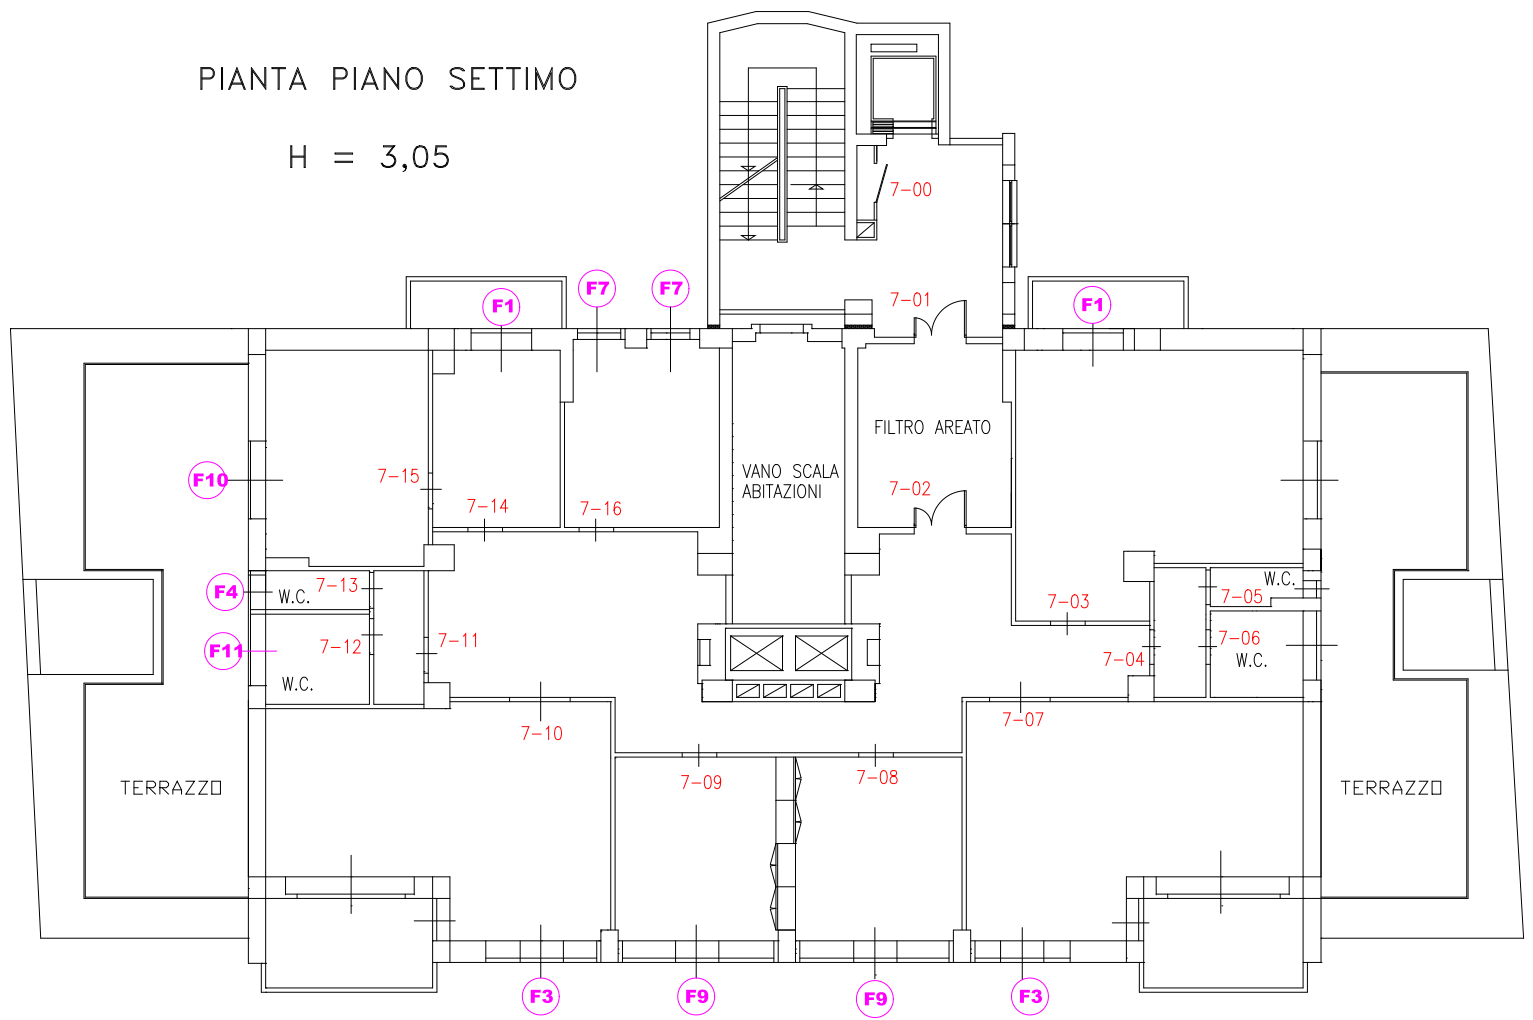 PIANTA PIANO SETTIMO
H = 3,05
7-00
F7
F7
F1
7-01
F1
FILTRO AREATO
VANO SCALA
ABITAZIONI
F10
7-15
7-14
7-16
7-02
F4
W.C.
7-13
7-03
7-05
W.C.
F11
7-12
7-11
7-04
7-06
W.C.
W.C.
7-10
7-07
7-09
7-08
TERRAZZO
TERRAZZO
F3
F9
F9
F3